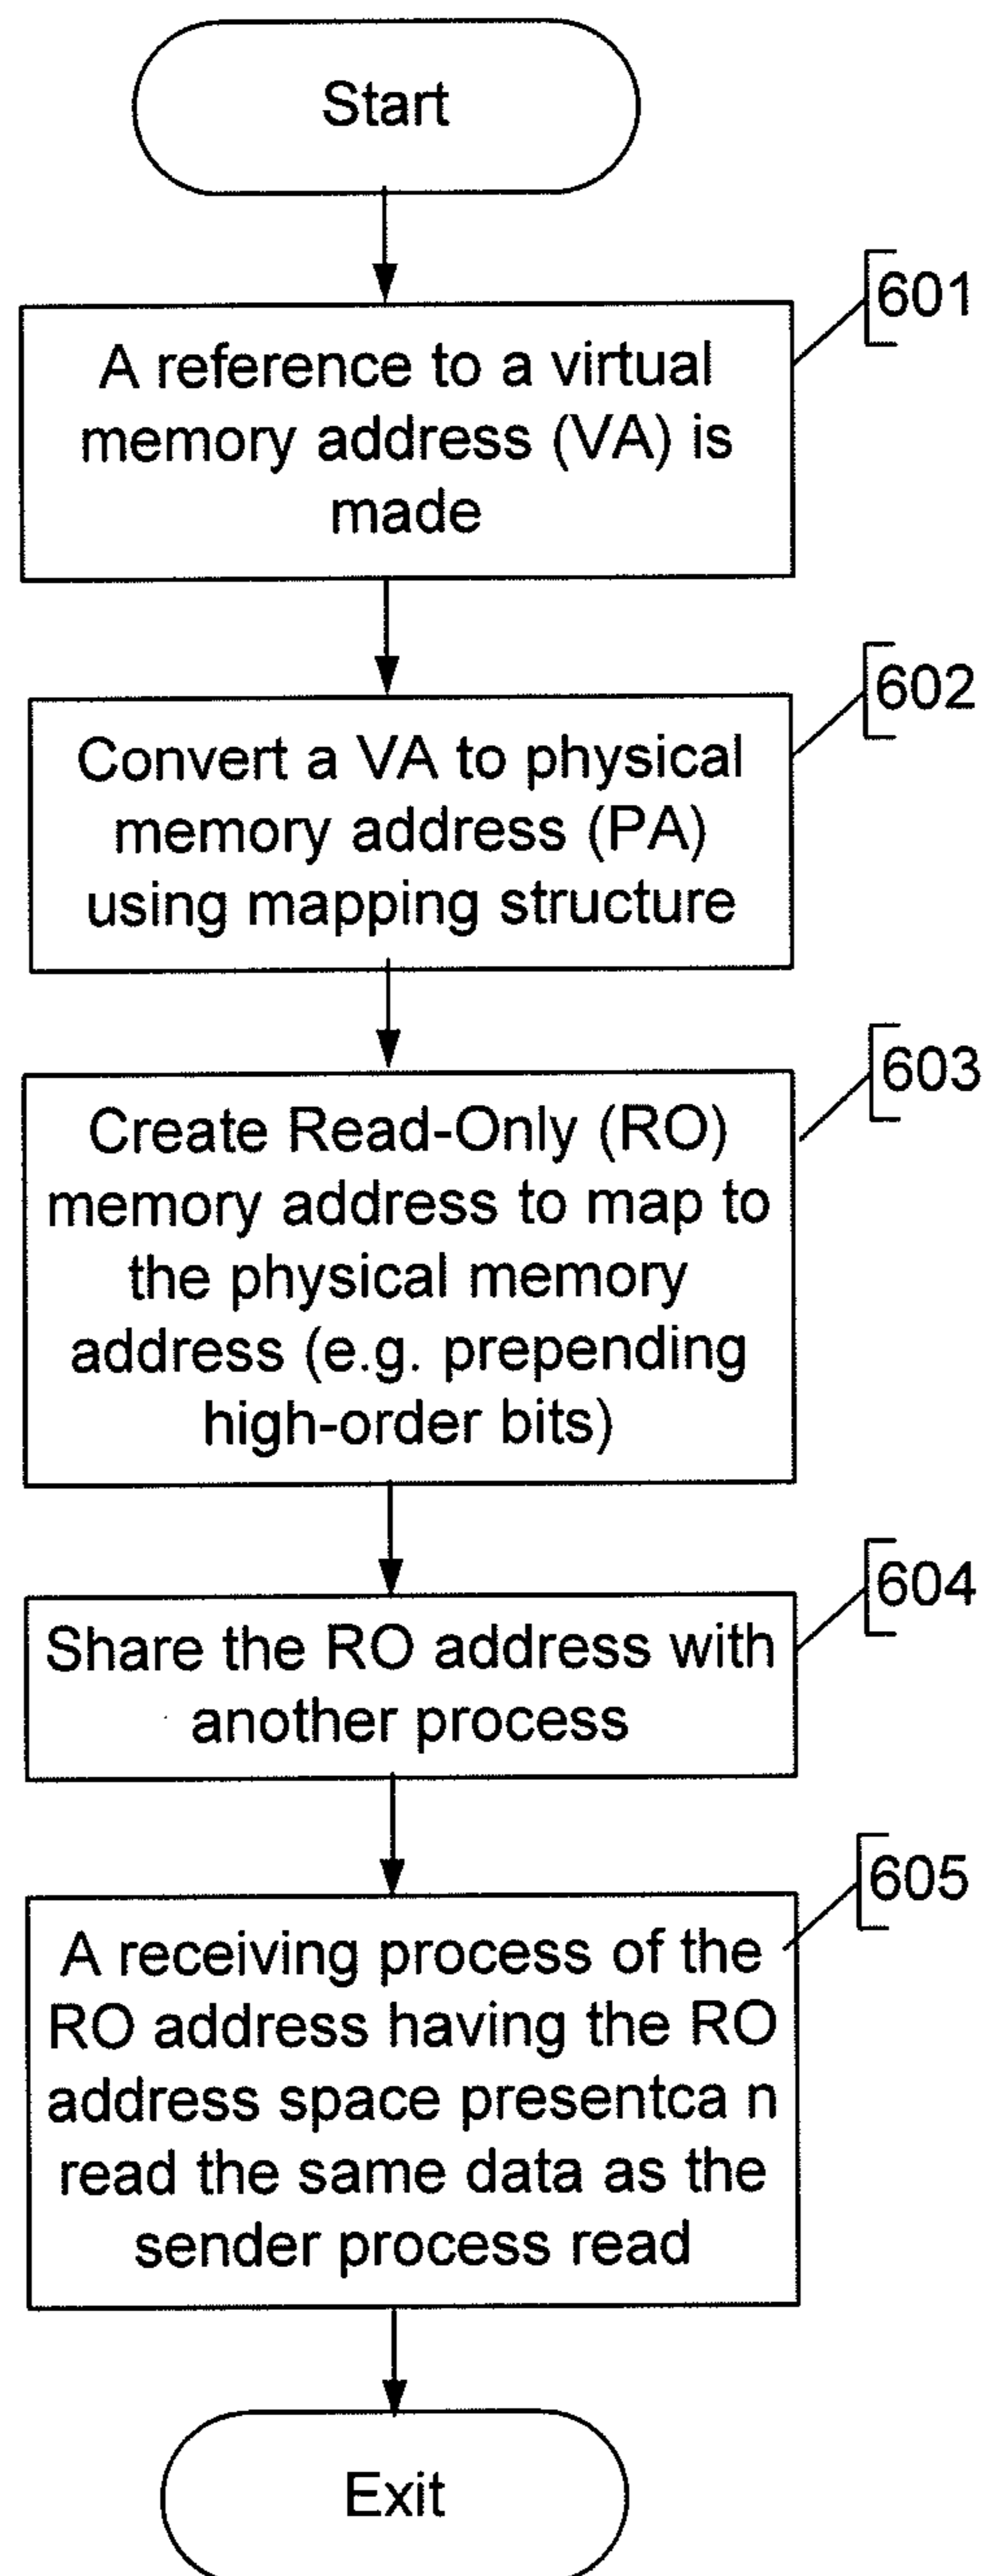 Start
601
A reference to a virtual
memory address (VA) is
made
602
Convert a VA to physical
memory address (PA)
using mapping structure
603
Create Read-Only (RO)
memory address to map to
the physical memory
address (e.g. prepending
high-order bits)
604
Share the RO address with
another process
605
A receiving process of the
RO address having the RO
address space presentca n
read the same data as the
sender process read
Exit